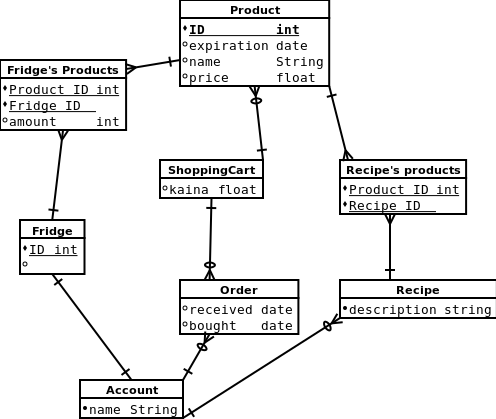 Product
ID int
expiration date
name String
price float
Fridge's Products
Product ID int
Fridge ID
amount int
ShoppingCart
kaina float
Recipe's products
Product ID int
Recipe ID
Fridge
ID int
Order
received date
bought date
Recipe
description string
Account
name String